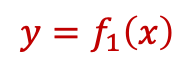 y = f₁(x)